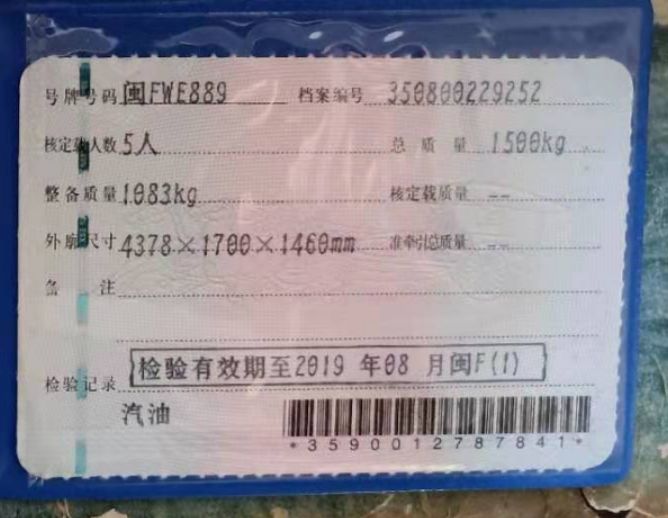 号牌号码 闽FWE889 档案编号 350800229252
核定载人数 5人 总质量 1500kg
整备质量 1083kg 核定载质量 --
外廓尺寸 4378×1700×1460mm 准牵引总质量 --
备注
检验记录 检验有效期至2019 年08 月闽F(1)
汽油
*3590012787841*